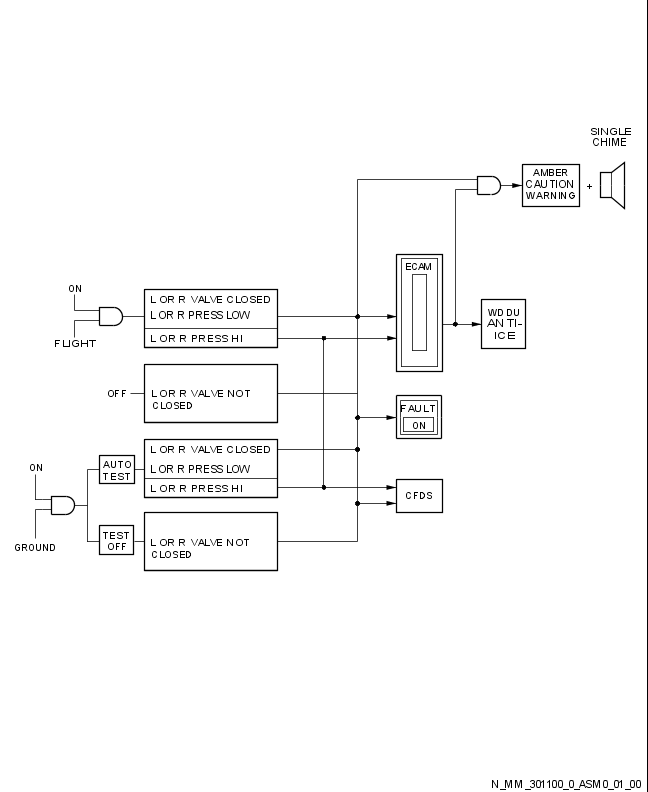 SINGLE
CHIME
AMBER
CAUTION
WARNING
+
ECAM
ON
FLIGHT
L OR R VALVE CLOSED
L OR R PRESS LOW
L OR R PRESS HI
WD DU
ANTI-
ICE
OFF
L OR R VALVE NOT
CLOSED
FAULT
ON
ON
GROUND
AUTO
TEST
L OR R VALVE CLOSED
L OR R PRESS LOW
L OR R PRESS HI
CFDS
TEST
OFF
L OR R VALVE NOT
CLOSED
N_MM_301100_0_ASM0_01_00